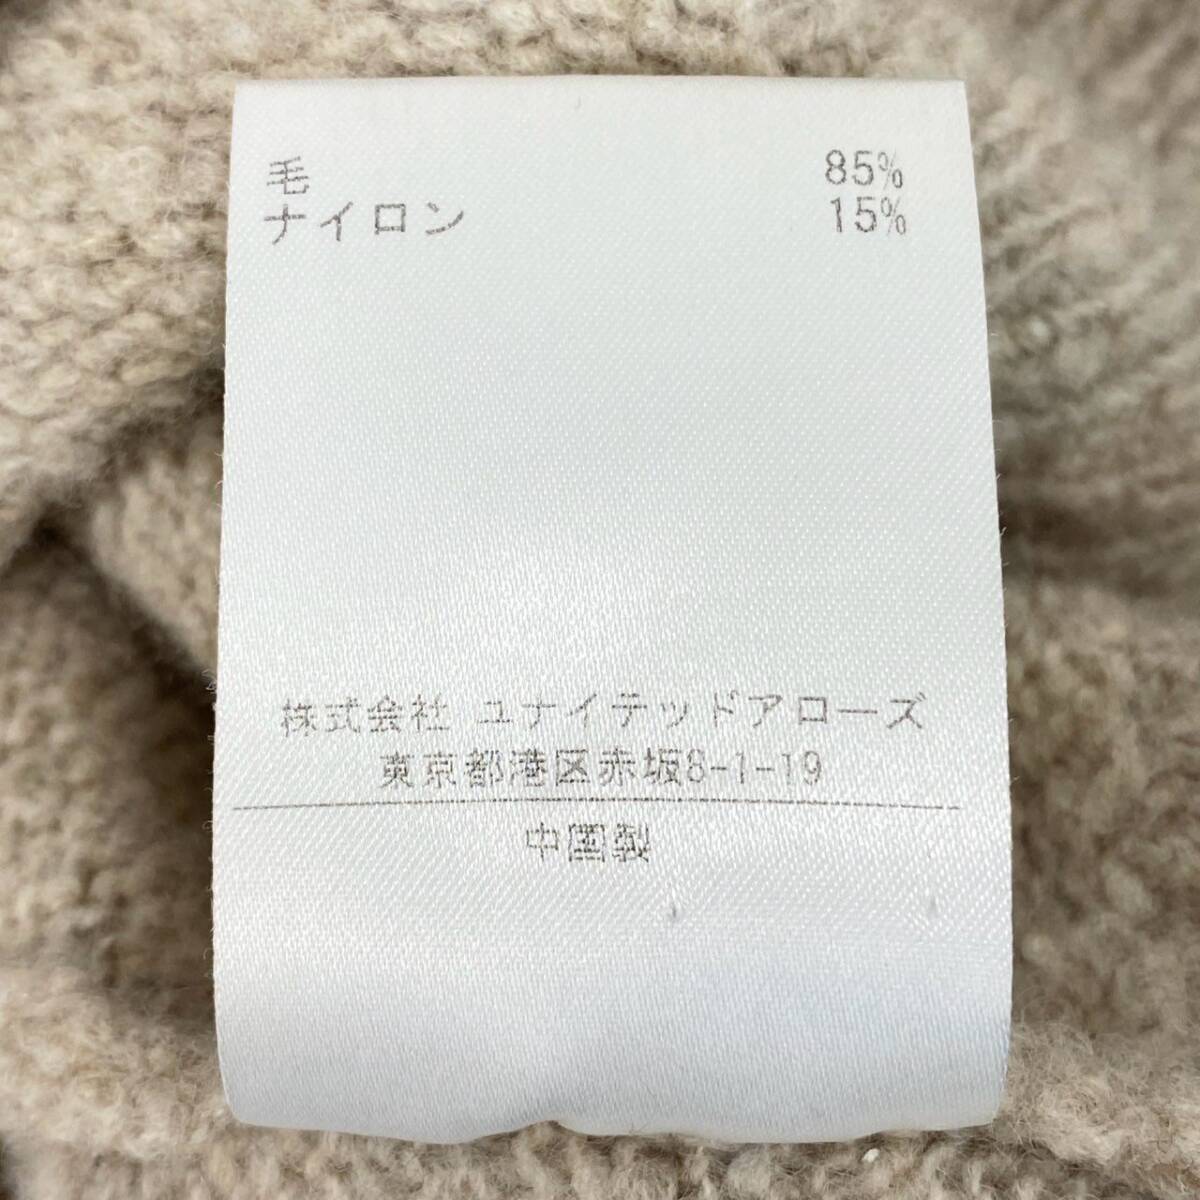 毛 85%
ナイロン 15%
株式会社 ユナイテッドアローズ
東京都港区赤坂8-1-19
中国製